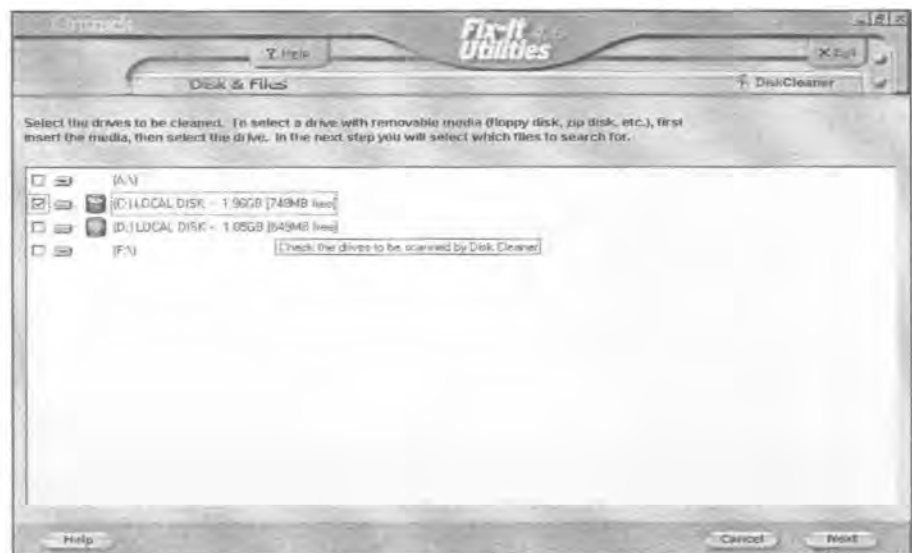 Ontrack
Fix-It
Utilities
? Help
X Exit
Disk & Files
DiskCleaner
Select the drives to be cleaned. To select a drive with removable media (floppy disk, zip disk, etc.), first
insert the media, then select the drive. In the next step you will select which files to search for.
(A:\)
(C:) LOCAL DISK - 1.96GB [749MB free]
(D:) LOCAL DISK - 1.05GB [649MB free]
Check the drives to be scanned by Disk Cleaner
(F:\)
Help
Cancel
Next